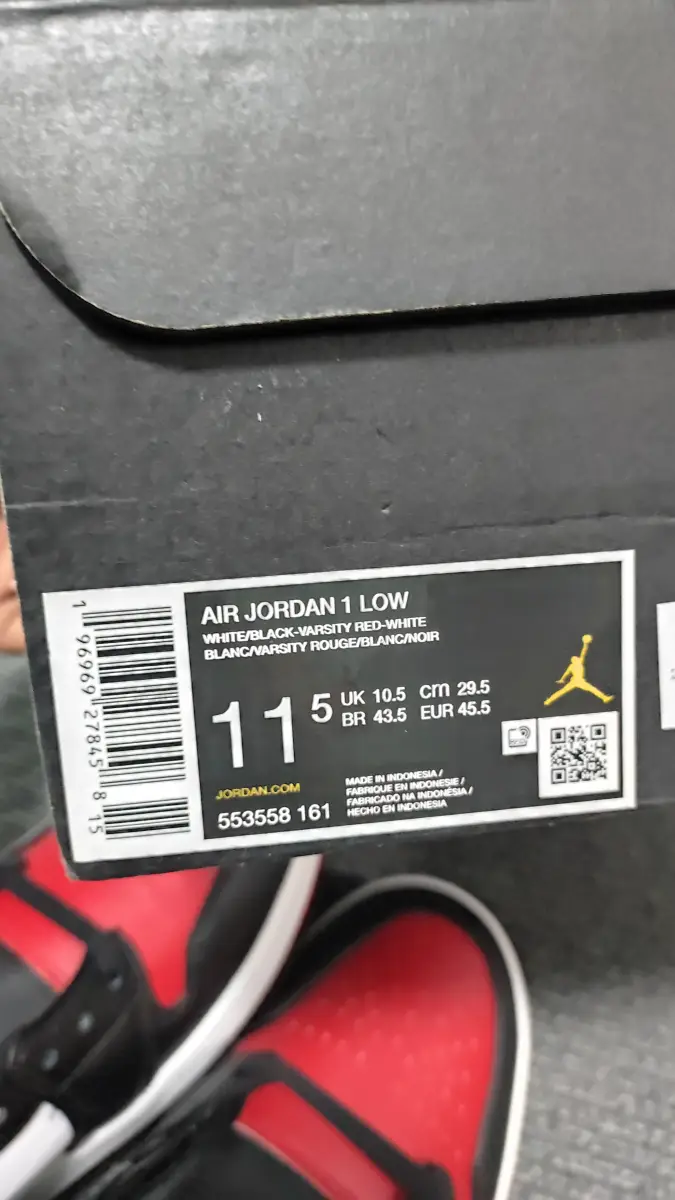 AIR JORDAN 1 LOW
WHITE/BLACK-VARSITY RED-WHITE
BLANC/VARSITY ROUGE/BLANC/NOIR
11 5 UK 10.5 cm 29.5
BR 43.5 EUR 45.5
JORDAN.COM
553558 161
MADE IN INDONESIA /
FABRIQUE EN INDONESIE /
FABRICADO NA INDONÉSIA /
HECHO EN INDONESIA
1 96969 27845 8 15